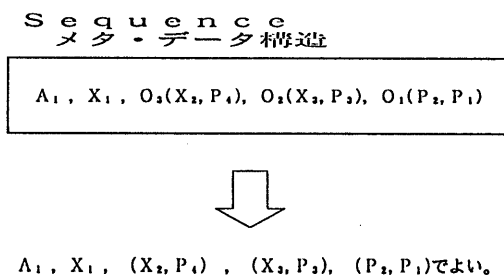 Sequence
メタ・データ構造
A₁, X₁, O₃(X₂,P₄), O₂(X₃,P₃), O₁(P₂,P₁)
A₁, X₁, (X₂,P₄), (X₃,P₃), (P₂,P₁)でよい。